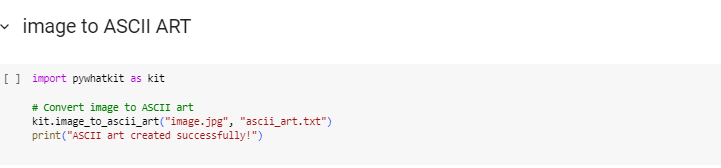 image to ASCII ART
[ ] import pywhatkit as kit
# Convert image to ASCII art
kit.image_to_ascii_art("image.jpg", "ascii_art.txt")
print("ASCII art created successfully!")